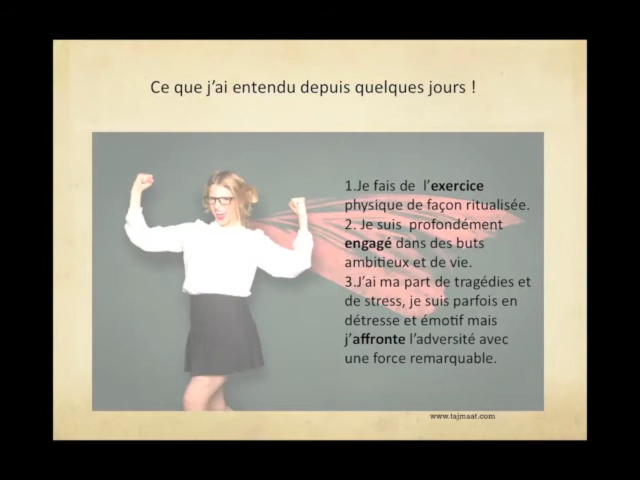 Ce que j'ai entendu depuis quelques jours !
1.Je fais de l'exercice
physique de façon ritualisée.
2. Je suis profondément
engagé dans des buts
ambitieux et de vie.
3.J'ai ma part de tragédies et
de stress, je suis parfois en
détresse et émotif mais
j'affronte l'adversité avec
une force remarquable.
www.tajmaat.com